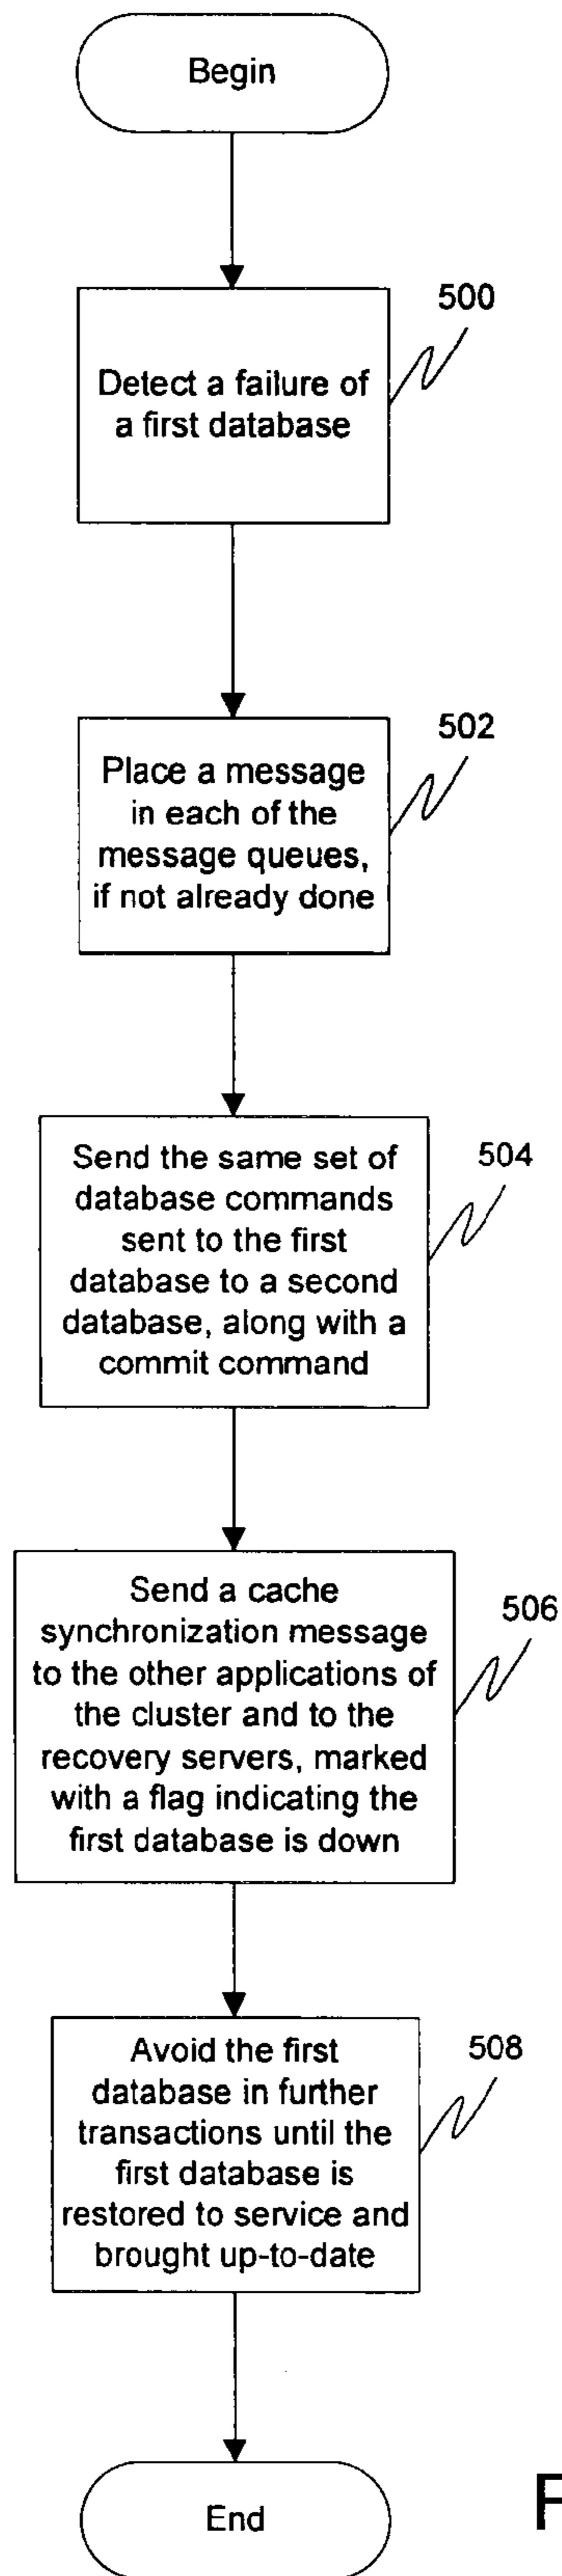 Begin
500
Detect a failure of
a first database
502
Place a message
in each of the
message queues,
if not already done
504
Send the same set of
database commands
sent to the first
database to a second
database, along with a
commit command
506
Send a cache
synchronization message
to the other applications of
the cluster and to the
recovery servers, marked
with a flag indicating the
first database is down
508
Avoid the first
database in further
transactions until the
first database is
restored to service and
brought up-to-date
End
F